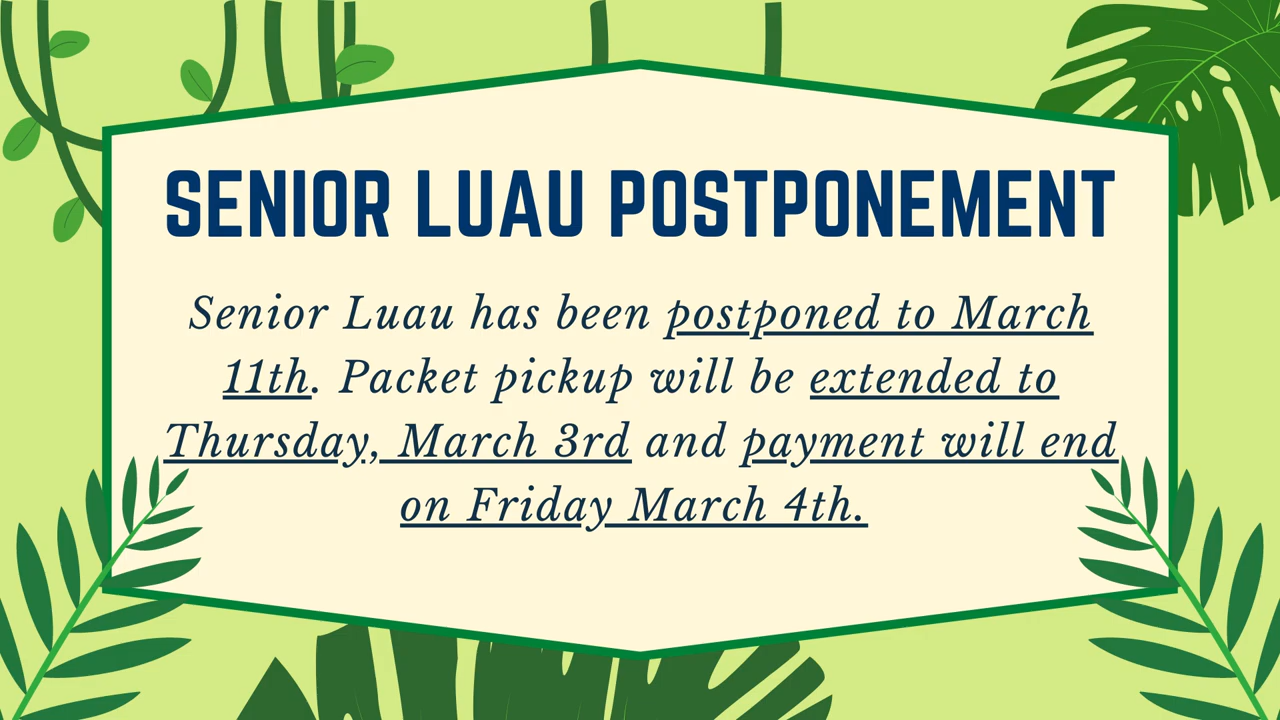 SENIOR LUAU POSTPONEMENT
Senior Luau has been postponed to March
11th. Packet pickup will be extended to
Thursday, March 3rd and payment will end
on Friday March 4th.